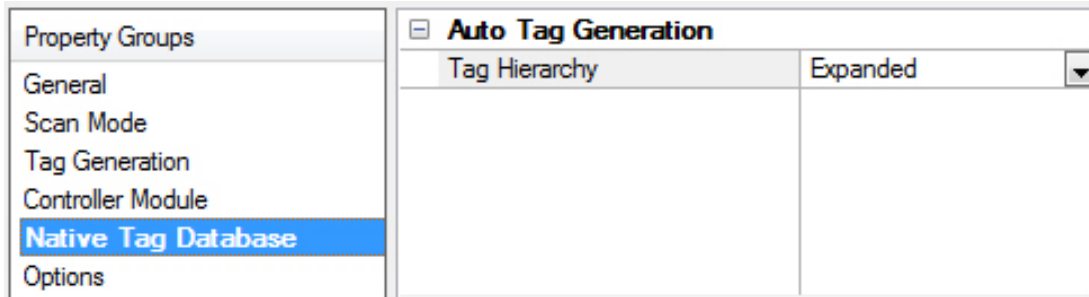 Property Groups
General
Scan Mode
Tag Generation
Controller Module
Native Tag Database
Options
Auto Tag Generation
Tag Hierarchy Expanded